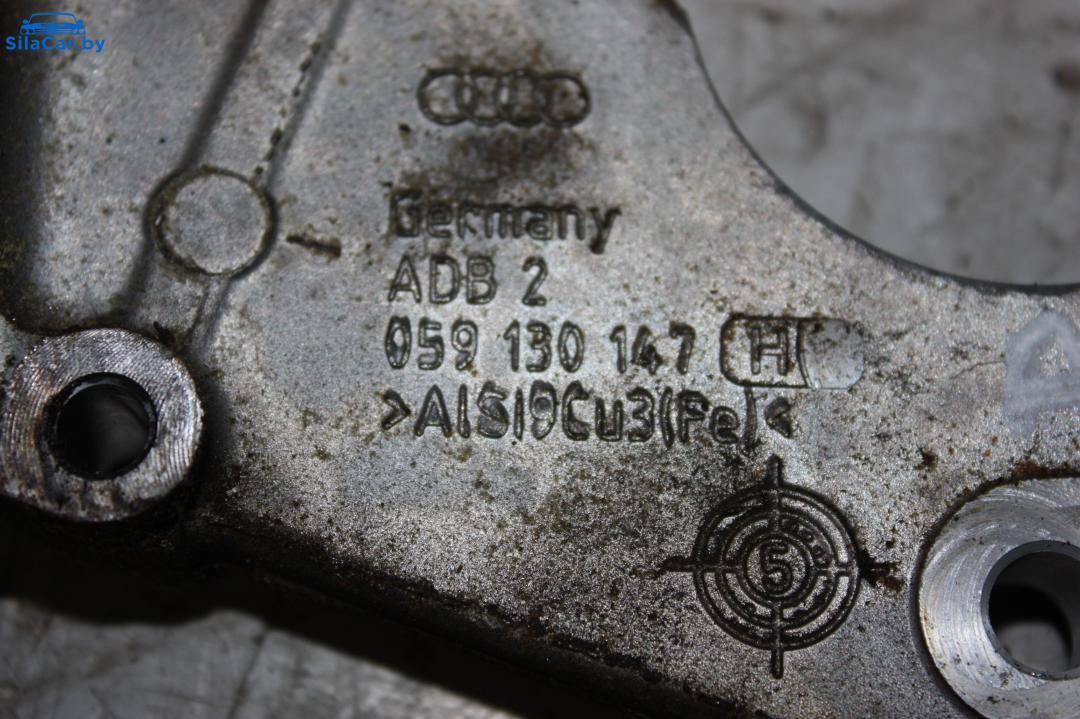 SilaCar.by
Germany
ADB 2
059 130 147 H
>AlSi9Cu3(Fe)<
5